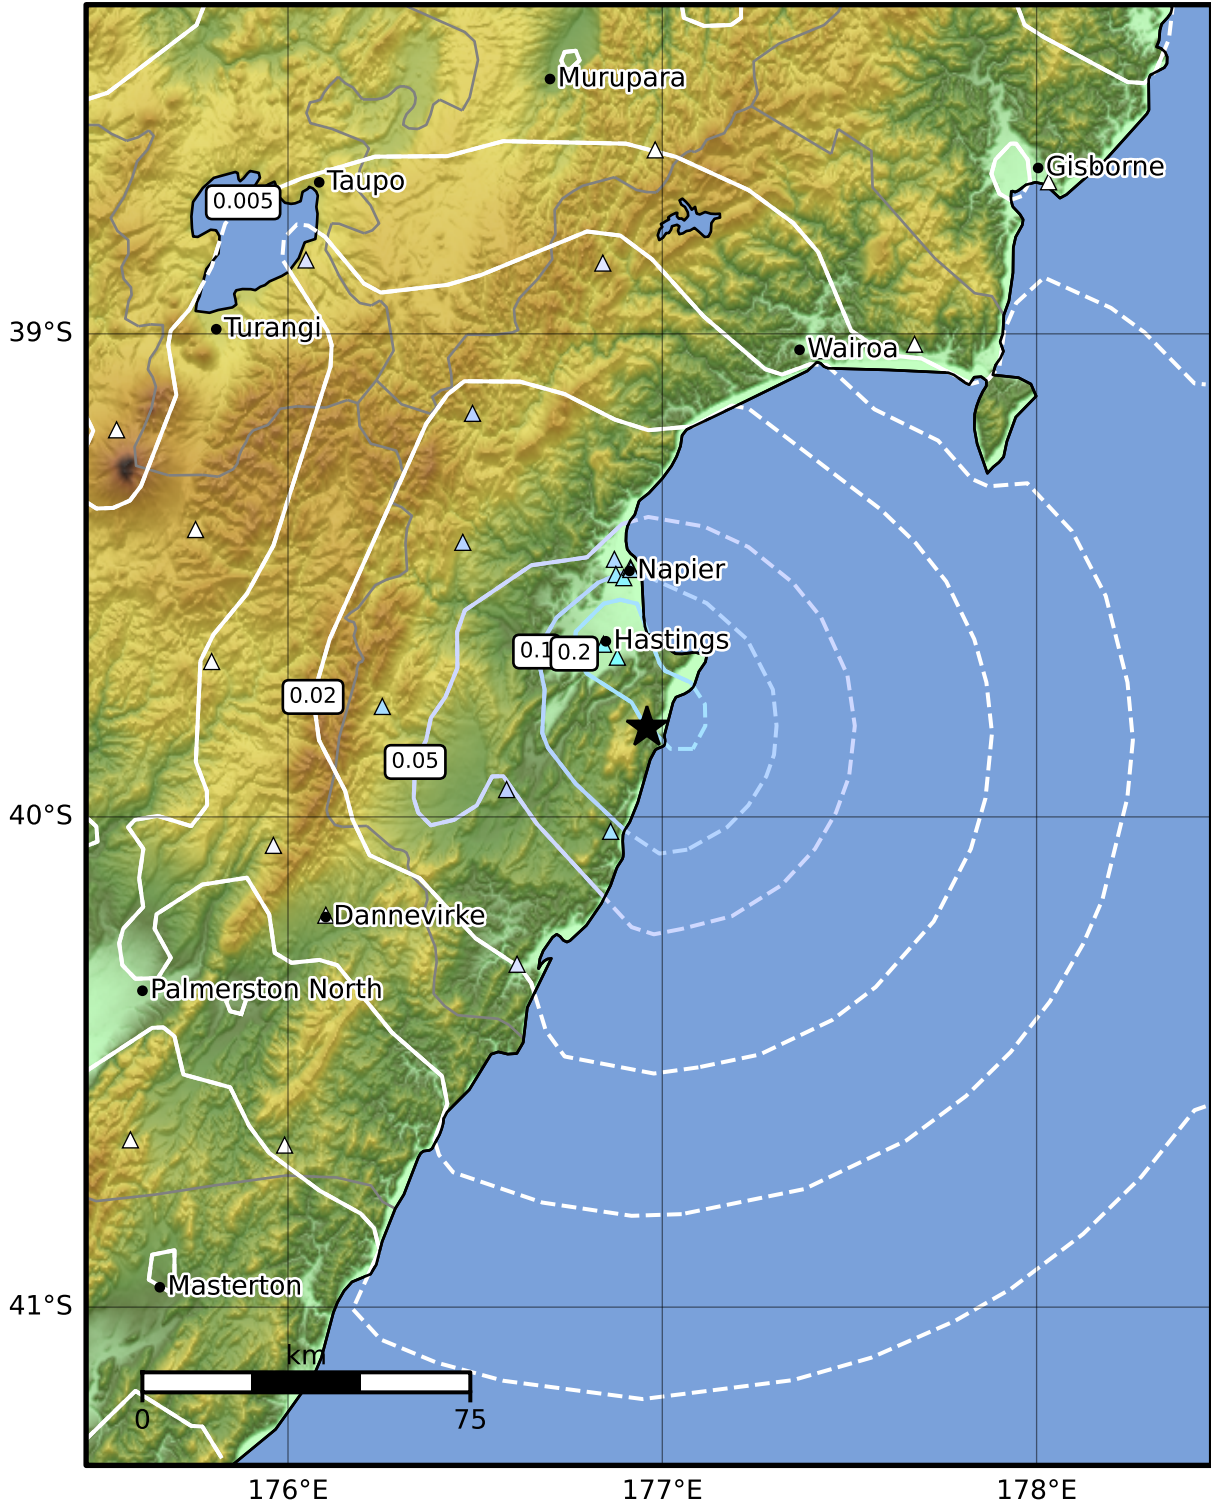 Murupara
Gisborne
Taupo
0.005
Turangi
39°S
Wairoa
Napier
Hastings
0.1
0.2
0.02
0.05
40°S
Dannevirke
Palmerston North
Masterton
41°S
km
0
75
176°E
177°E
178°E